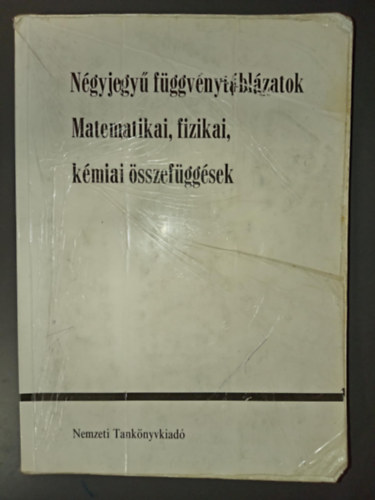 Négyjegyű függvénytáblázatok
Matematikai, fizikai,
kémiai összefüggések
Nemzeti Tankönyvkiadó